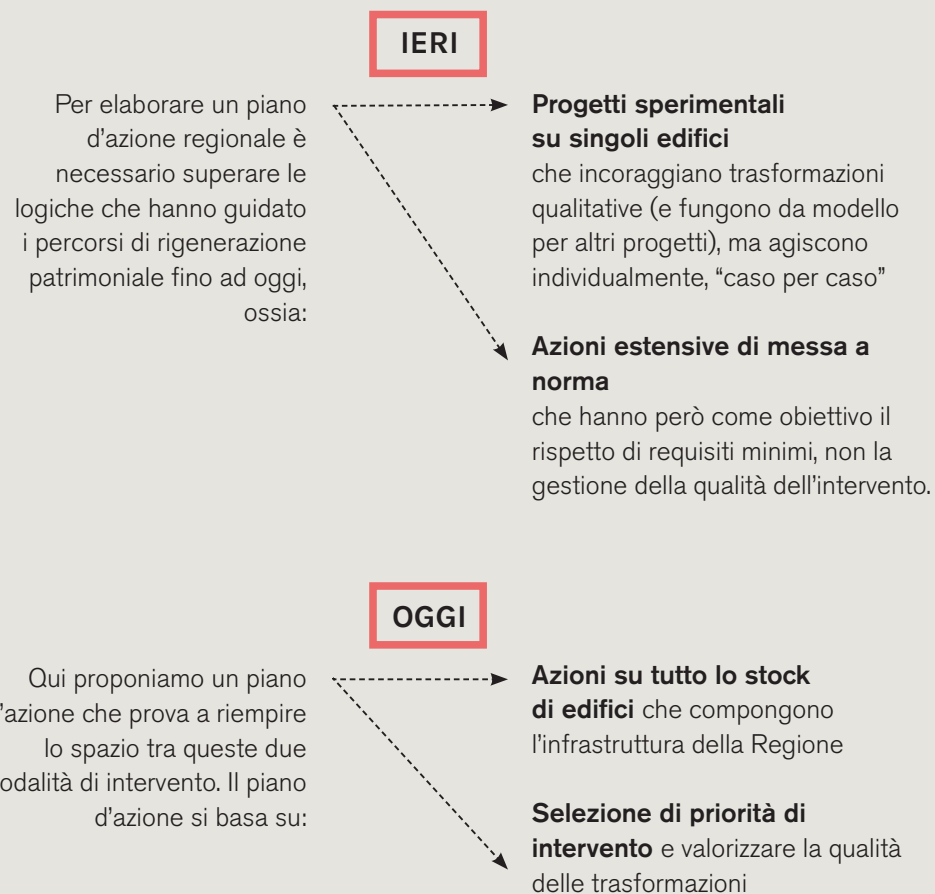 IERI
Per elaborare un piano
d'azione regionale è
necessario superare le
logiche che hanno guidato
i percorsi di rigenerazione
patrimoniale fino ad oggi,
ossia:
Progetti sperimentali
su singoli edifici
che incoraggiano trasformazioni
qualitative (e fungono da modello
per altri progetti), ma agiscono
individualmente, “caso per caso”
Azioni estensive di messa a
norma
che hanno però come obiettivo il
rispetto di requisiti minimi, non la
gestione della qualità dell'intervento.
OGGI
Qui proponiamo un piano
'azione che prova a riempire
lo spazio tra queste due
odalità di intervento. Il piano
d'azione si basa su:
Azioni su tutto lo stock
di edifici che compongono
l'infrastruttura della Regione
Selezione di priorità di
intervento e valorizzare la qualità
delle trasformazioni